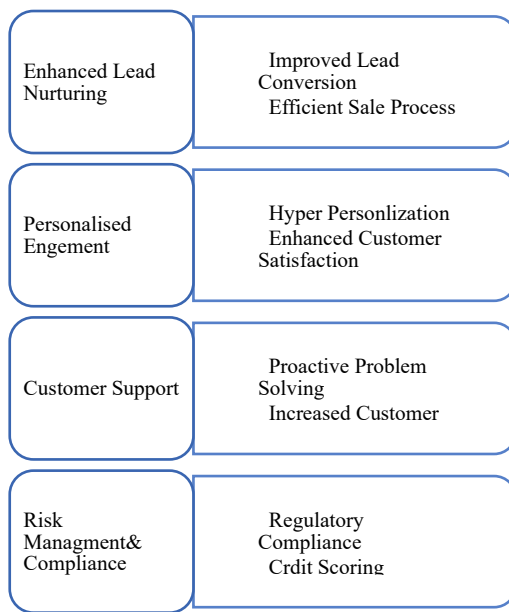 Enhanced Lead
Nurturing
Improved Lead
Conversion
Efficient Sale Process
Personalised
Engement
Hyper Personlization
Enhanced Customer
Satisfaction
Customer Support
Proactive Problem
Solving
Increased Customer
Risk
Managment&
Compliance
Regulatory
Compliance
Crdit Scoring